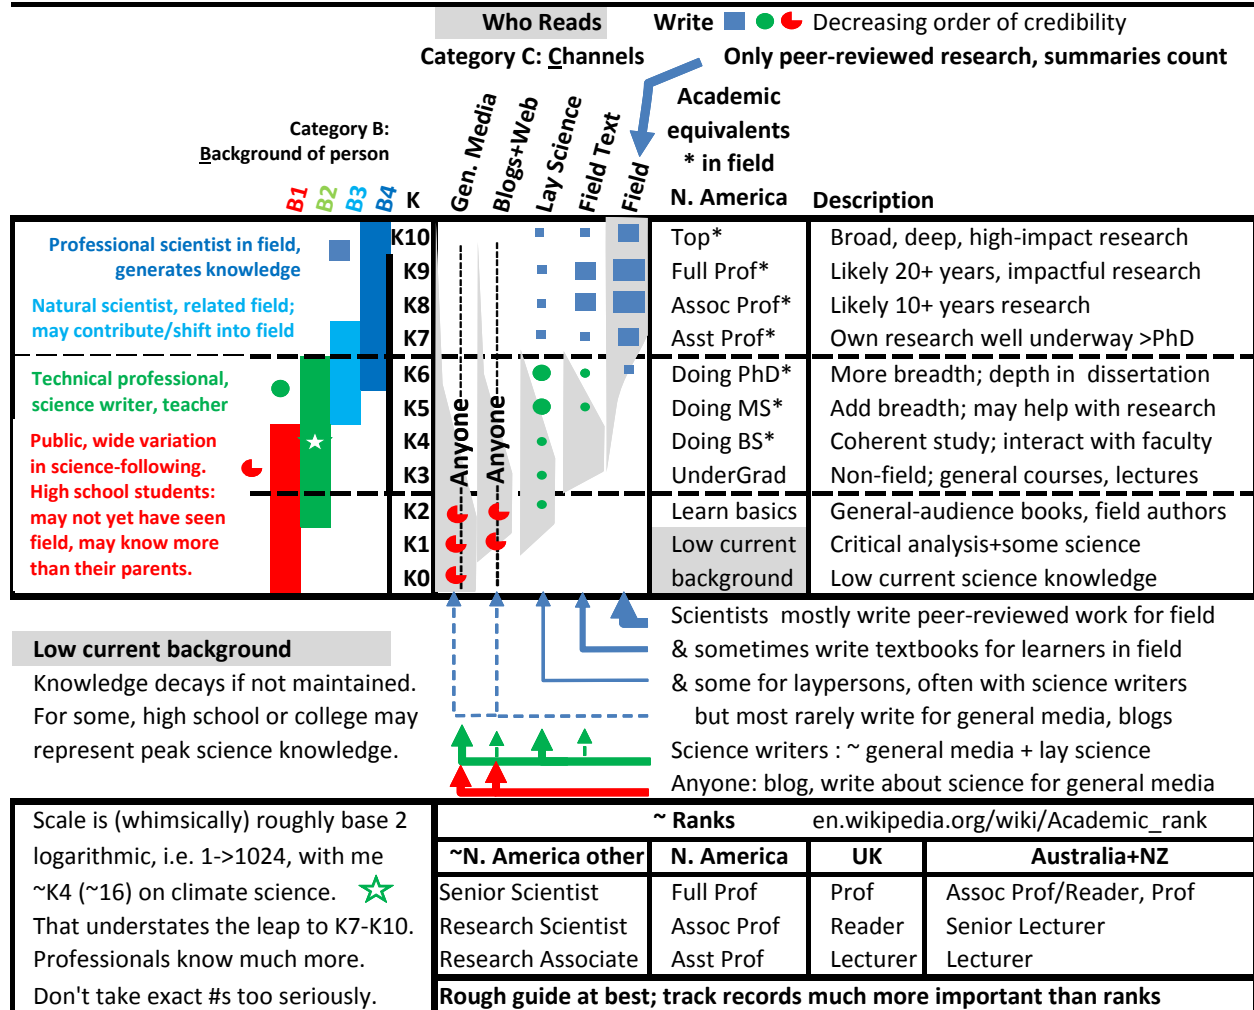 Who Reads Write Decreasing order of credibility
Category C: Channels Only peer-reviewed research, summaries count
Category B:
Background of person
B1 B2 B3 B4 K Gen. Media Blogs+Web Lay Science Field Text Field
Academic
equivalents
* in field
N. America Description
Professional scientist in field,
generates knowledge
Natural scientist, related field;
may contribute/shift into field
Technical professional,
science writer, teacher
Public, wide variation
in science-following.
High school students:
may not yet have seen
field, may know more
than their parents.
Anyone Anyone
K10 Top* Broad, deep, high-impact research
K9 Full Prof* Likely 20+ years, impactful research
K8 Assoc Prof* Likely 10+ years research
K7 Asst Prof* Own research well underway >PhD
K6 Doing PhD* More breadth; depth in dissertation
K5 Doing MS* Add breadth; may help with research
K4 Doing BS* Coherent study; interact with faculty
K3 UnderGrad Non-field; general courses, lectures
K2 Learn basics General-audience books, field authors
K1 Low current Critical analysis+some science
K0 background Low current science knowledge
Low current background
Knowledge decays if not maintained.
For some, high school or college may
represent peak science knowledge.
Scientists mostly write peer-reviewed work for field
& sometimes write textbooks for learners in field
& some for laypersons, often with science writers
but most rarely write for general media, blogs
Science writers : ~ general media + lay science
Anyone: blog, write about science for general media
Scale is (whimsically) roughly base 2
logarithmic, i.e. 1->1024, with me
~K4 (~16) on climate science.
That understates the leap to K7-K10.
Professionals know much more.
Don't take exact #s too seriously.
~ Ranks en.wikipedia.org/wiki/Academic_rank
~N. America other N. America UK Australia+NZ
Senior Scientist Full Prof Prof Assoc Prof/Reader, Prof
Research Scientist Assoc Prof Reader Senior Lecturer
Research Associate Asst Prof Lecturer Lecturer
Rough guide at best; track records much more important than ranks